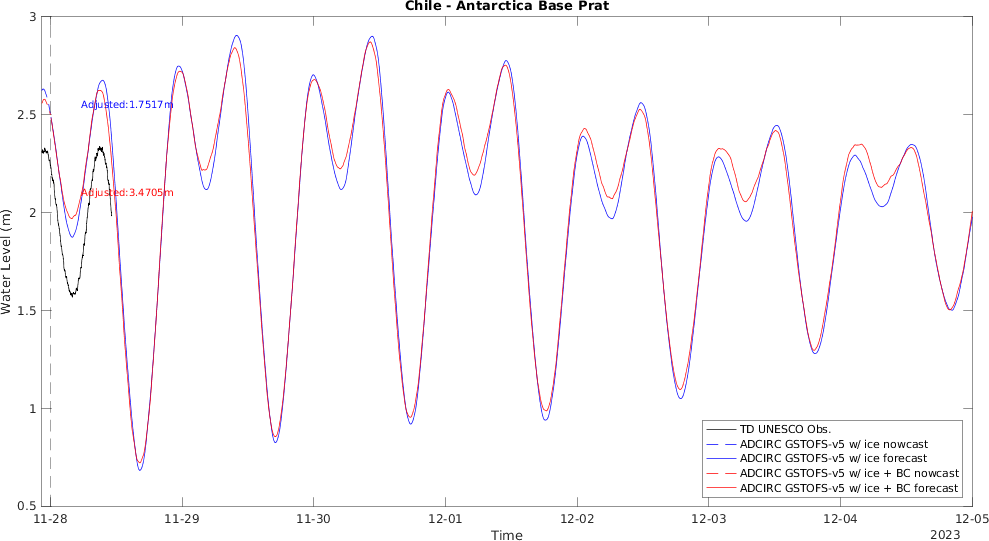 Chile - Antarctica Base Prat
3
2.5
2
1.5
1
0.5
Water Level (m)
Adjusted:1.7517m
Adjusted:3.4705m
TD UNESCO Obs.
ADCIRC GSTOFS-v5 w/ ice nowcast
ADCIRC GSTOFS-v5 w/ ice forecast
ADCIRC GSTOFS-v5 w/ ice + BC nowcast
ADCIRC GSTOFS-v5 w/ ice + BC forecast
11-28 11-29 11-30 12-01 12-02 12-03 12-04 12-05
Time
2023